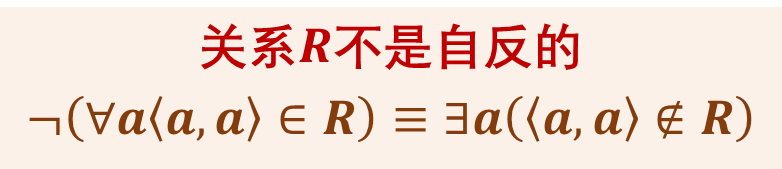 关系R不是自反的
¬(∀a⟨a, a⟩ ∈ R) ≡ ∃a(⟨a, a⟩ ∉ R)